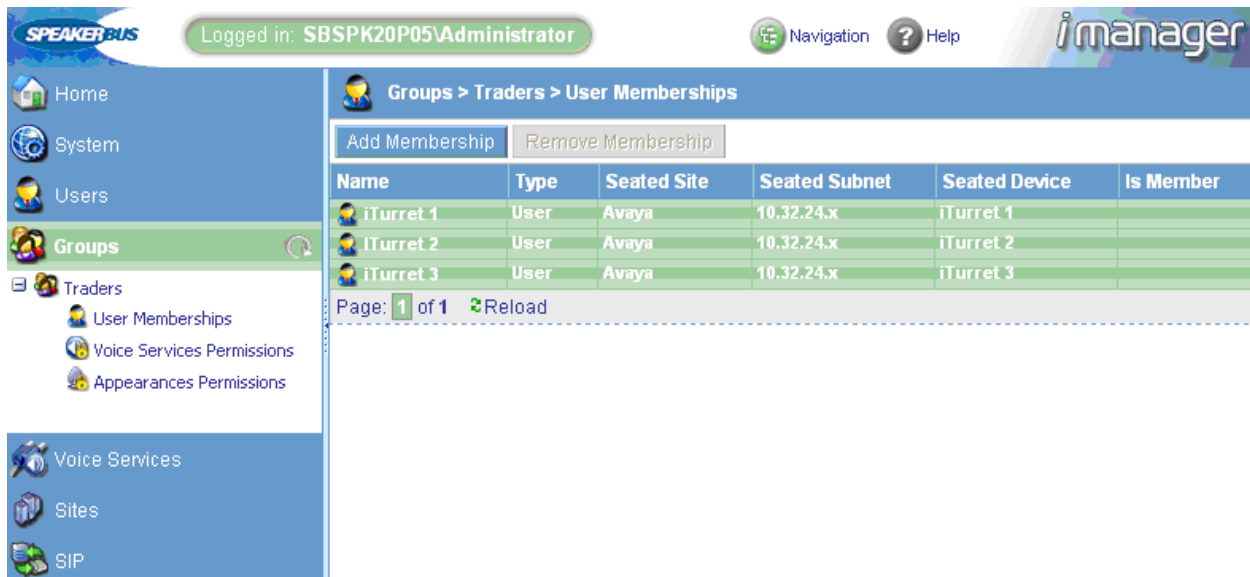 SPEAKERBUS
Logged in: SBSPK20P05\Administrator
Navigation
Help
imanager
Home
System
Users
Groups
Traders
User Memberships
Voice Services Permissions
Appearances Permissions
Voice Services
Sites
SIP
Groups > Traders > User Memberships
Add Membership Remove Membership
Name Type Seated Site Seated Subnet Seated Device Is Member
iTurret 1 User Avaya 10.32.24.x iTurret 1
ITurret 2 User Avaya 10.32.24.x iTurret 2
iTurret 3 User Avaya 10.32.24.x iTurret 3
Page: 1 of 1 Reload